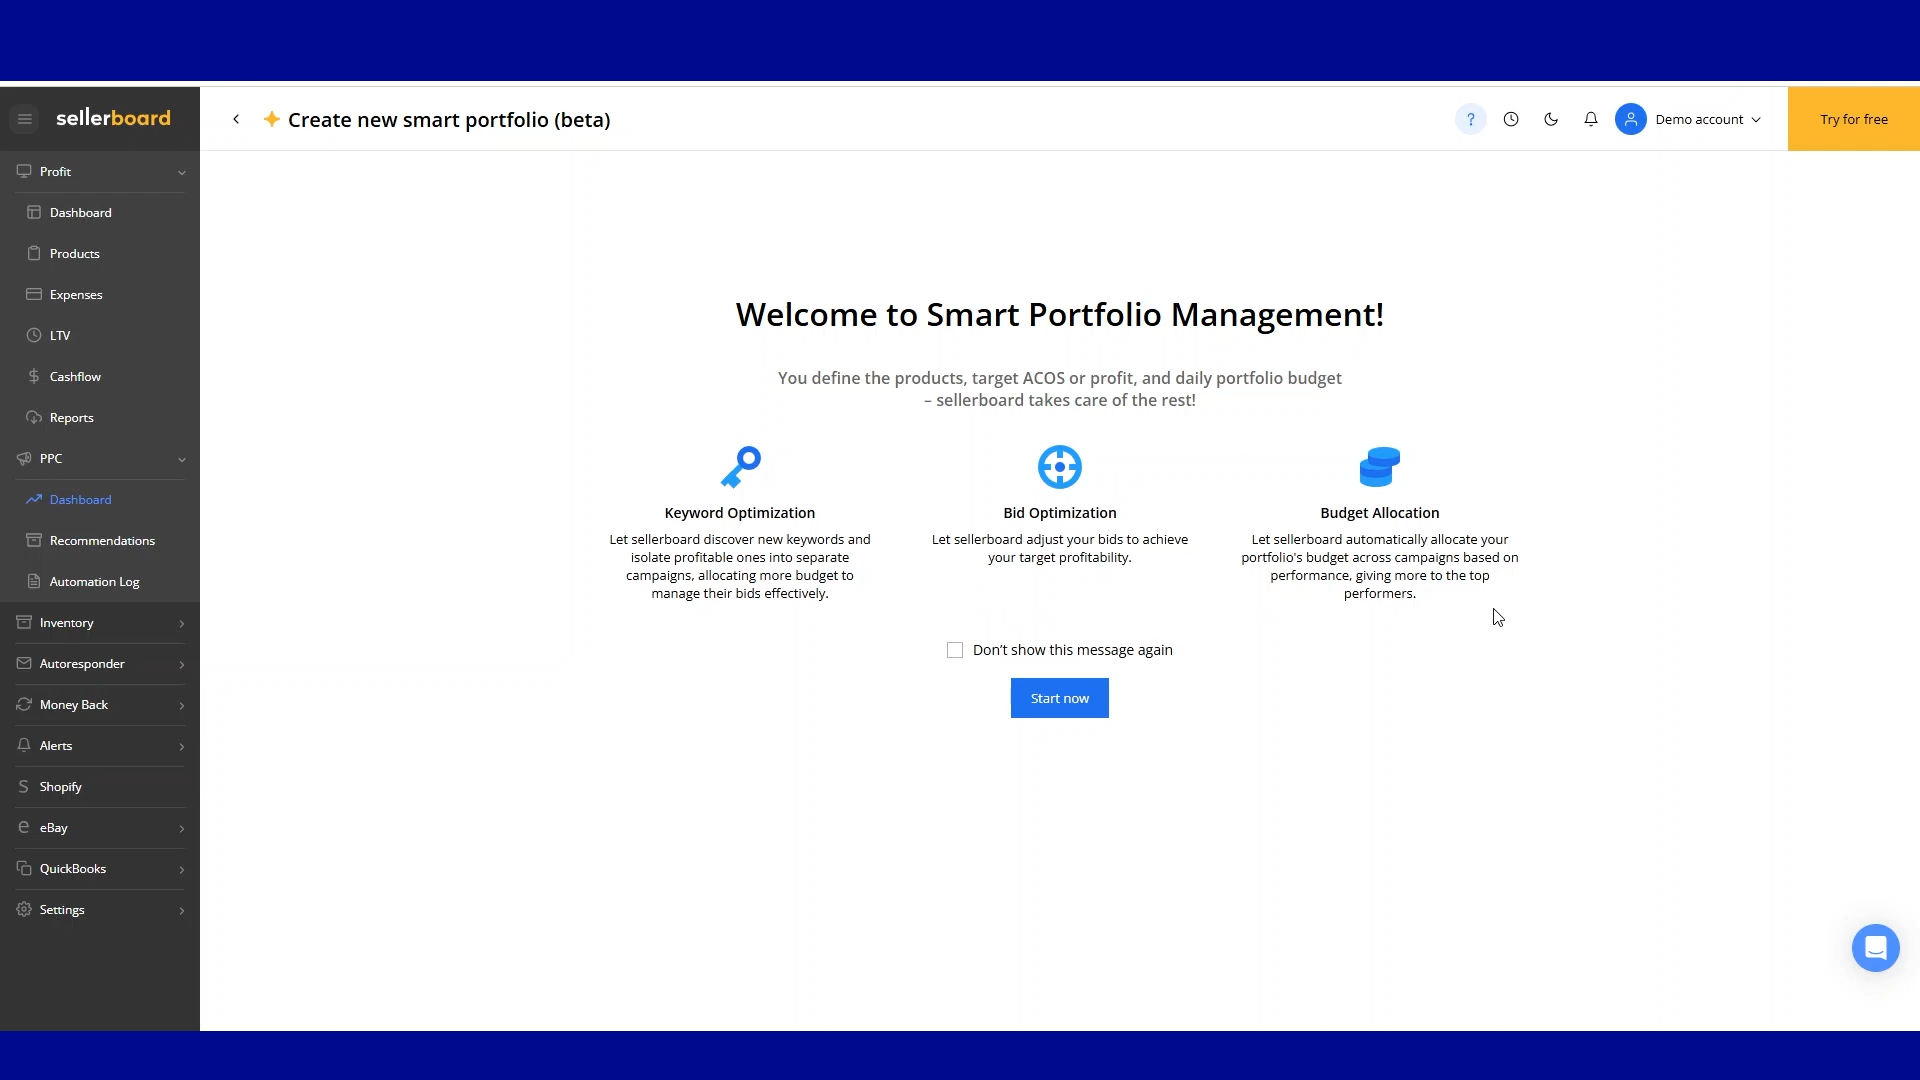 sellerboard
Create new smart portfolio (beta)
?
Demo account
Try for free
Profit
Dashboard
Products
Expenses
LTV
Cashflow
Reports
PPC
Dashboard
Recommendations
Automation Log
Inventory
Autoresponder
Money Back
Alerts
Shopify
eBay
QuickBooks
Settings
Welcome to Smart Portfolio Management!
You define the products, target ACOS or profit, and daily portfolio budget
– sellerboard takes care of the rest!
Keyword Optimization
Let sellerboard discover new keywords and
isolate profitable ones into separate
campaigns, allocating more budget to
manage their bids effectively.
Bid Optimization
Let sellerboard adjust your bids to achieve
your target profitability.
Budget Allocation
Let sellerboard automatically allocate your
portfolio's budget across campaigns based on
performance, giving more to the top
performers.
Don't show this message again
Start now